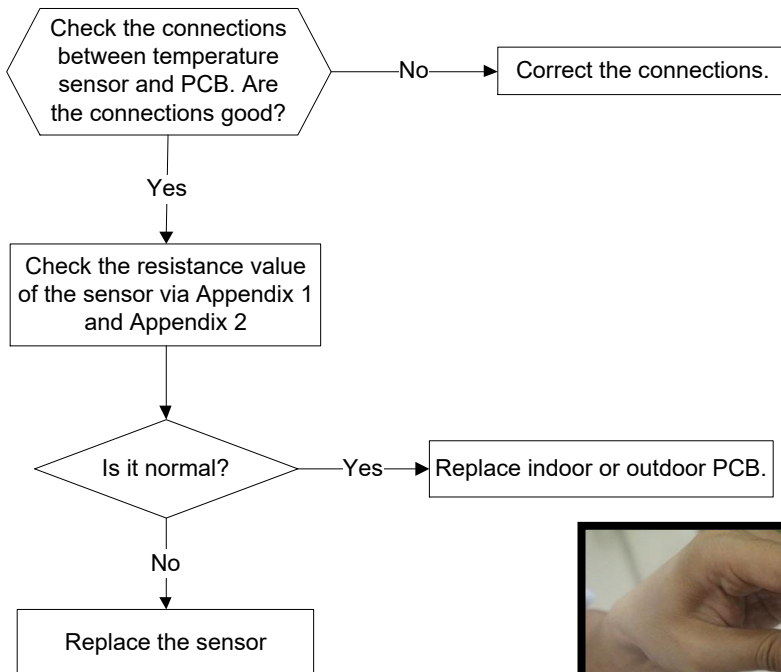 Check the connections
between temperature
sensor and PCB. Are
the connections good?
No
Correct the connections.
Yes
Check the resistance value
of the sensor via Appendix 1
and Appendix 2
Is it normal?
Yes
Replace indoor or outdoor PCB.
No
Replace the sensor